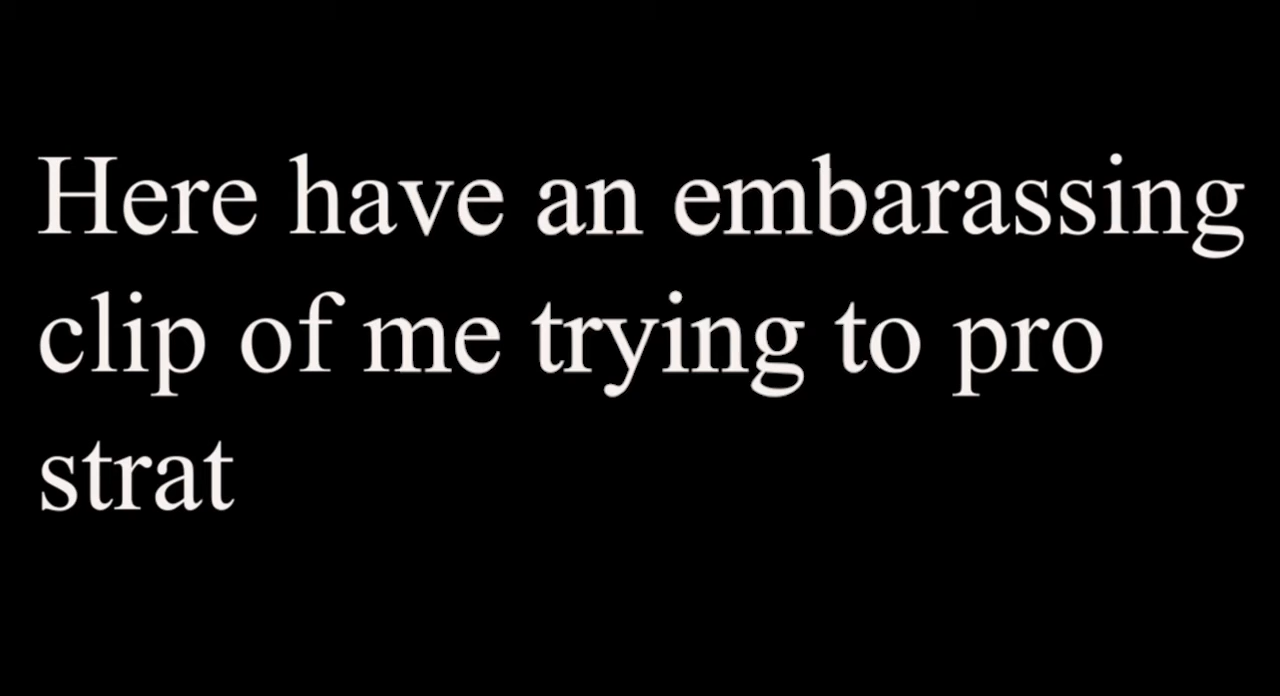 Here have an embarassing
clip of me trying to pro
strat